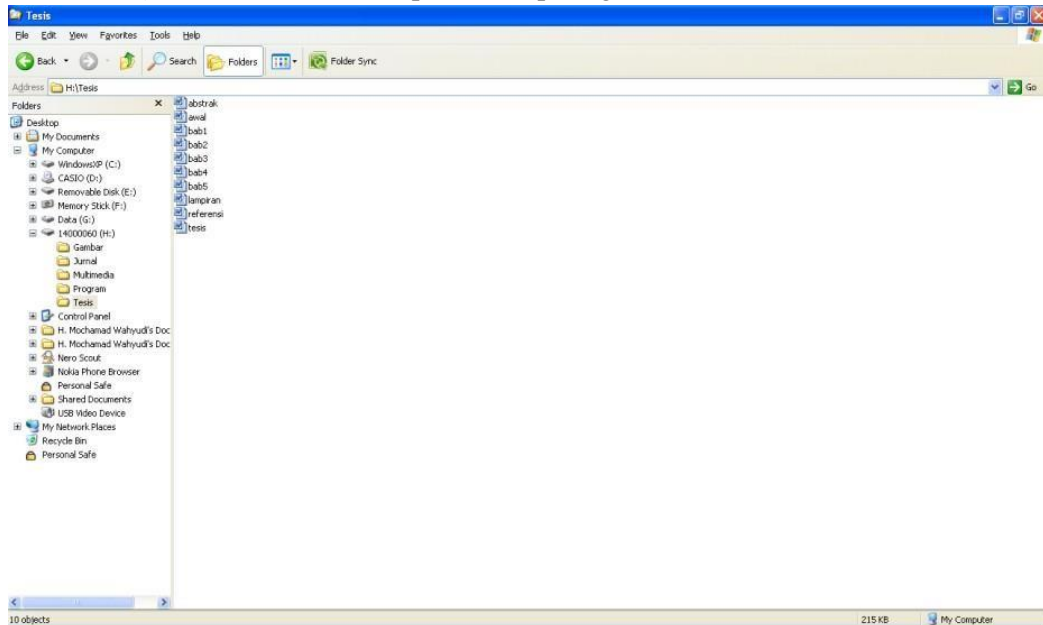 Tesis
File Edit View Favorites Tools Help
Back Search Folders Folder Sync
Address H:\Tesis Go
Folders
Desktop
My Documents
My Computer
WindowsXP (C:)
CASIO (D:)
Removable Disk (E:)
Memory Stick (F:)
Data (G:)
14000060 (H:)
Gambar
Jurnal
Multimedia
Program
Tesis
Control Panel
H. Mochamad Wahyudi's Doc
H. Mochamad Wahyudi's Doc
Nero Scout
Nokia Phone Browser
Personal Safe
Shared Documents
USB Video Device
My Network Places
Recycle Bin
Personal Safe
abstrak
awal
bab1
bab2
bab3
bab4
bab5
lampiran
referensi
tesis
10 objects 215 KB My Computer